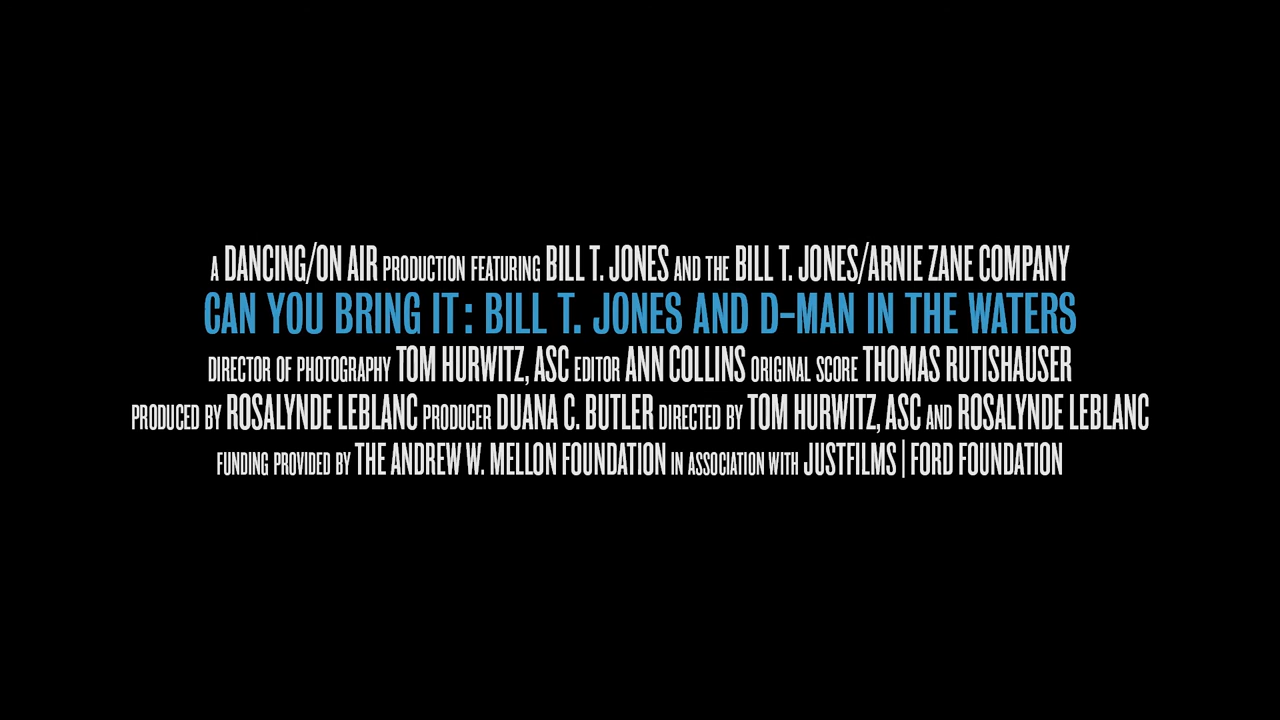 A DANCING/ON AIR PRODUCTION FEATURING BILL T. JONES AND THE BILL T. JONES/ARNIE ZANE COMPANY
CAN YOU BRING IT: BILL T. JONES AND D-MAN IN THE WATERS
DIRECTOR OF PHOTOGRAPHY TOM HURWITZ, ASC EDITOR ANN COLLINS ORIGINAL SCORE THOMAS RUTISHAUSER
PRODUCED BY ROSALYNDE LEBLANC PRODUCER DUANA C. BUTLER DIRECTED BY TOM HURWITZ, ASC AND ROSALYNDE LEBLANC
FUNDING PROVIDED BY THE ANDREW W. MELLON FOUNDATION IN ASSOCIATION WITH JUSTFILMS | FORD FOUNDATION